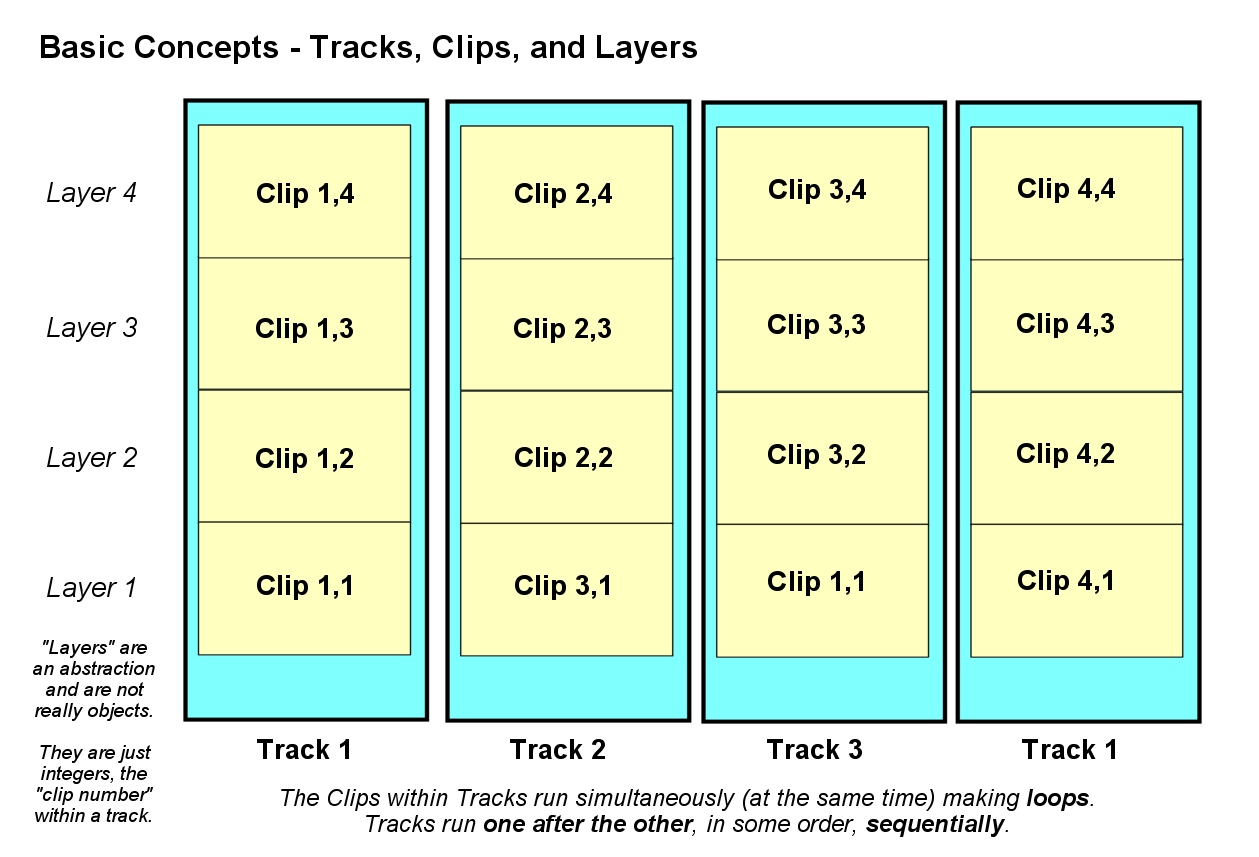 Basic Concepts - Tracks, Clips, and Layers
Layer 4
Clip 1,4
Clip 2,4
Clip 3,4
Clip 4,4
Layer 3
Clip 1,3
Clip 2,3
Clip 3,3
Clip 4,3
Layer 2
Clip 1,2
Clip 2,2
Clip 3,2
Clip 4,2
Layer 1
Clip 1,1
Clip 3,1
Clip 1,1
Clip 4,1
"Layers" are
an abstraction
and are not
really objects.
They are just
integers, the
"clip number"
within a track.
Track 1
Track 2
Track 3
Track 1
The Clips within Tracks run simultaneously (at the same time) making loops.
Tracks run one after the other, in some order, sequentially.